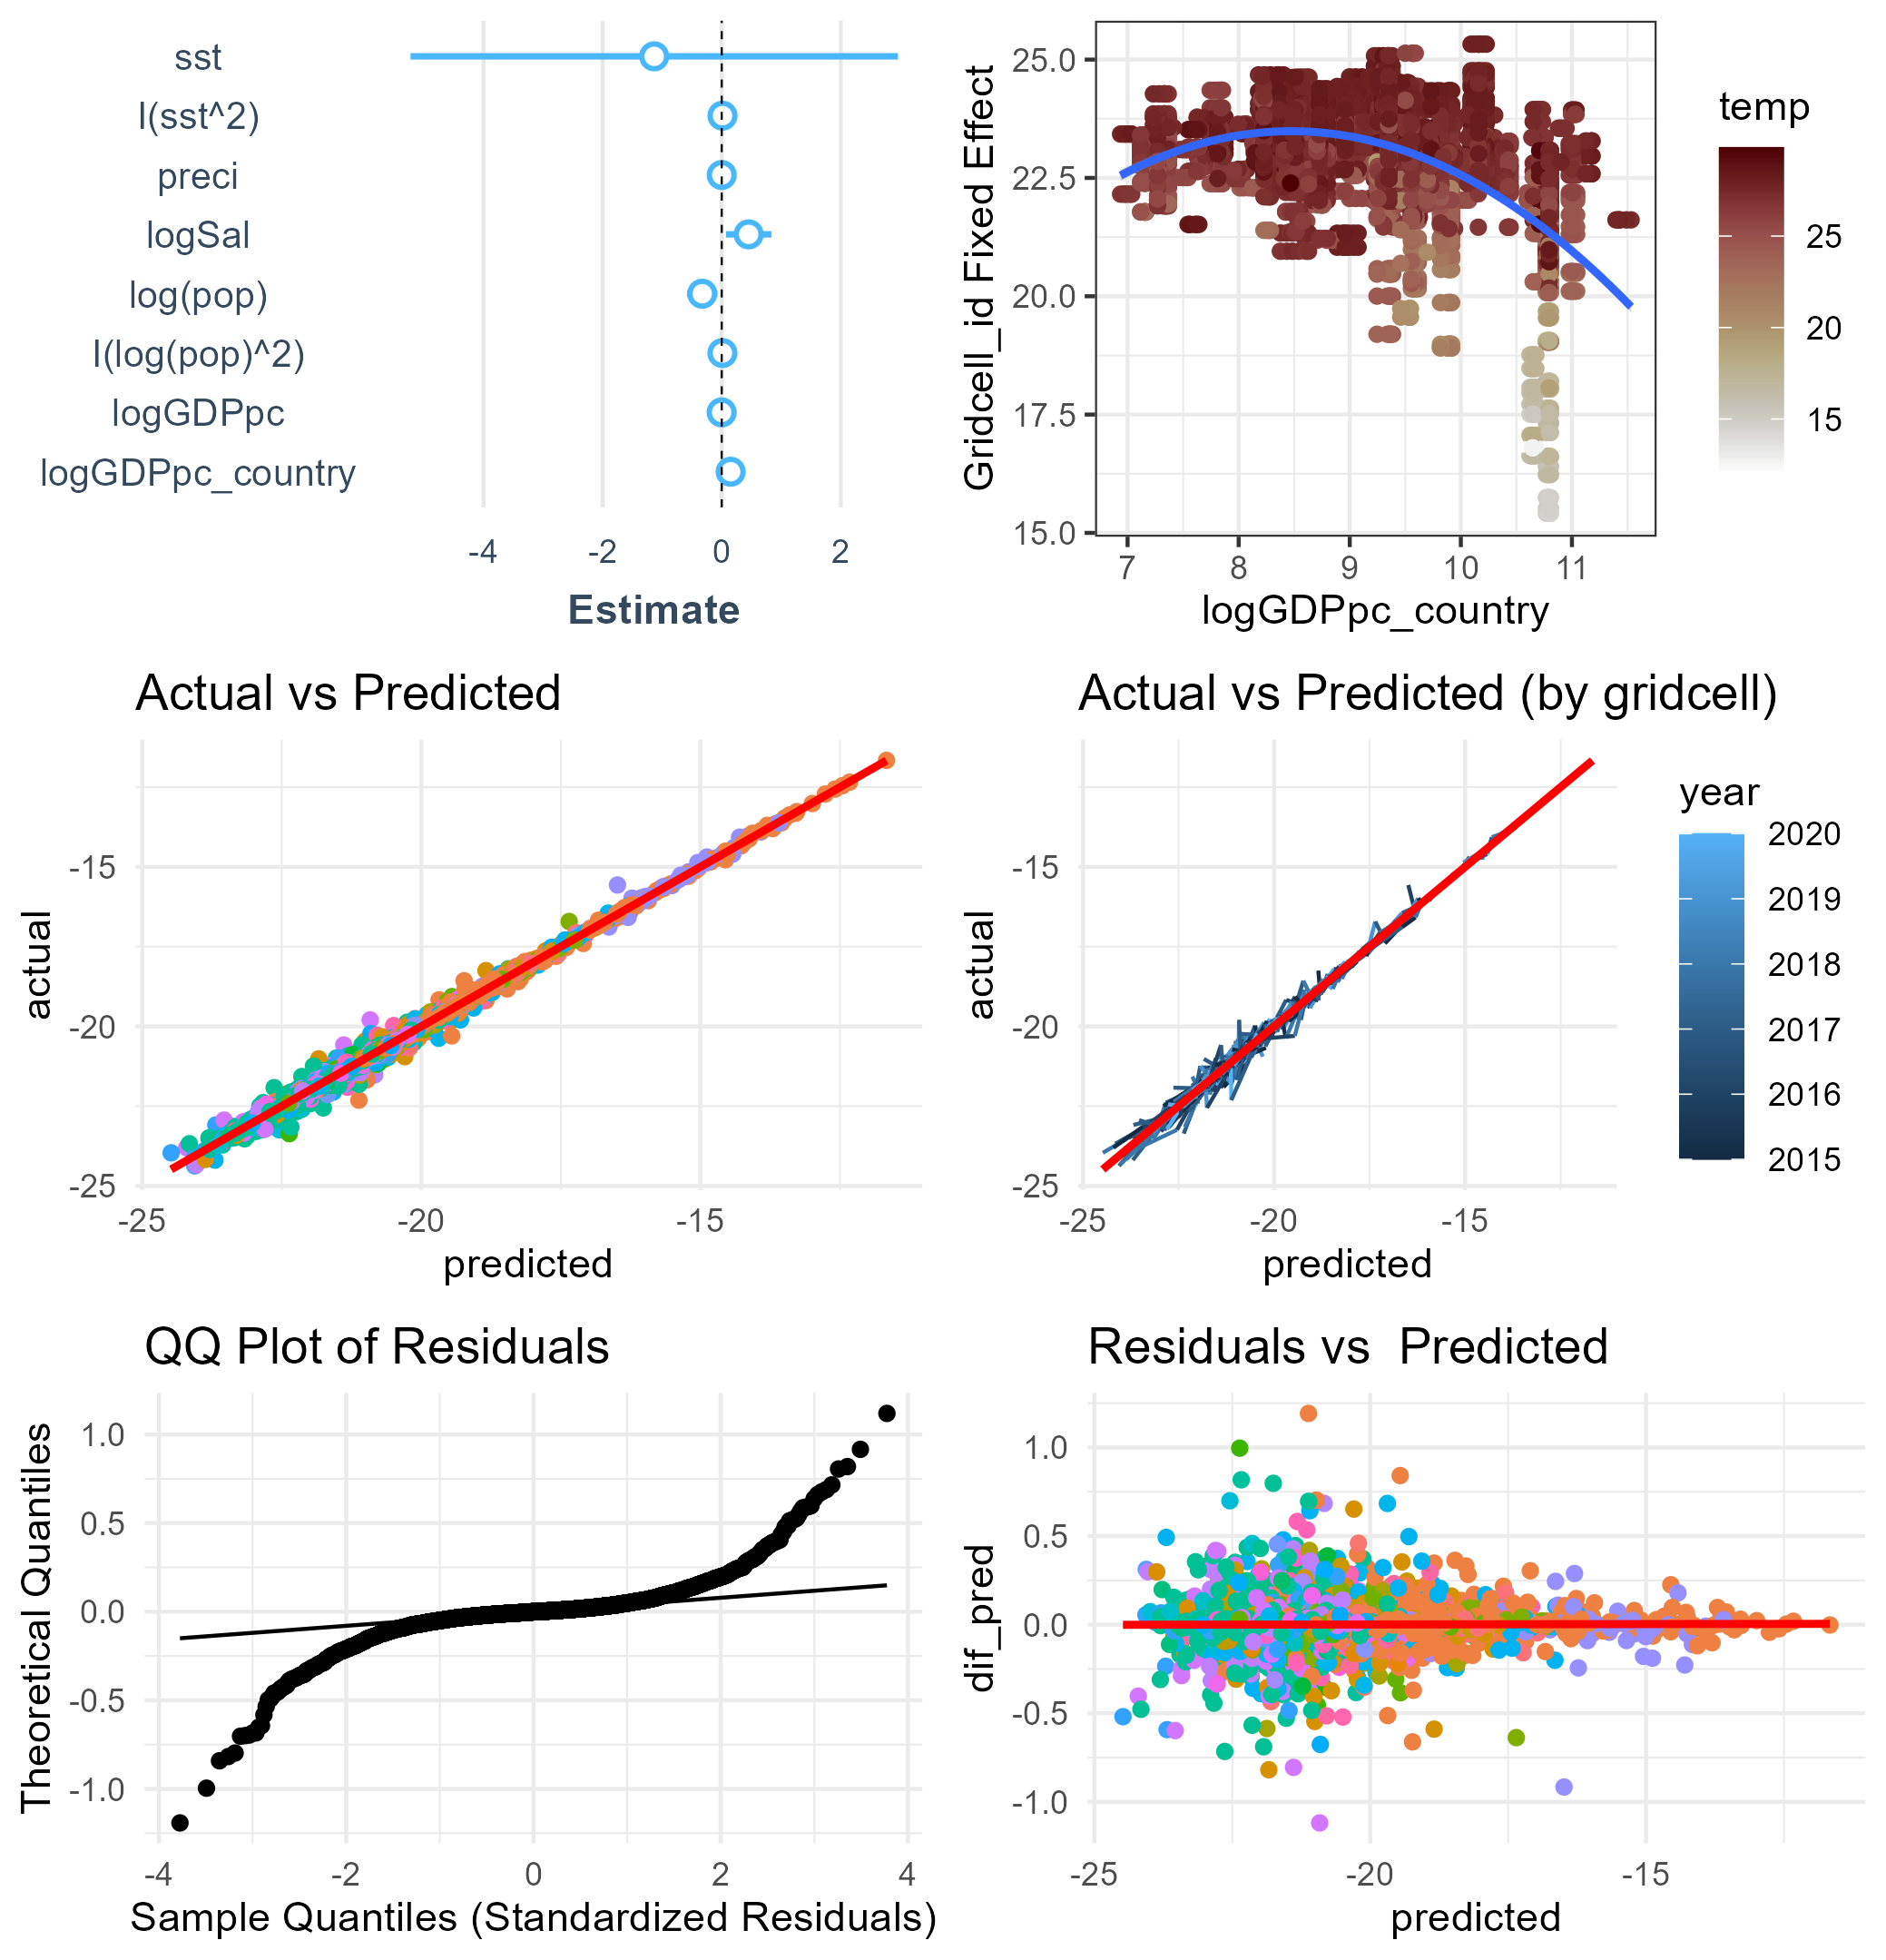 sst
I(sst^2)
preci
logSal
log(pop)
I(log(pop)^2)
logGDPpc
logGDPpc_country
-4
-2
0
2
Estimate
Gridcell_id Fixed Effect
25.0
22.5
20.0
17.5
15.0
7
8
9
10
11
logGDPpc_country
temp
25
20
15
Actual vs Predicted
actual
-15
-20
-25
-25
-20
-15
predicted
Actual vs Predicted (by gridcell)
actual
-15
-20
-25
-25
-20
-15
predicted
year
2020
2019
2018
2017
2016
2015
QQ Plot of Residuals
Theoretical Quantiles
1.0
0.5
0.0
-0.5
-1.0
-4
-2
0
2
4
Sample Quantiles (Standardized Residuals)
Residuals vs  Predicted
dif_pred
1.0
0.5
0.0
-0.5
-1.0
-25
-20
-15
predicted